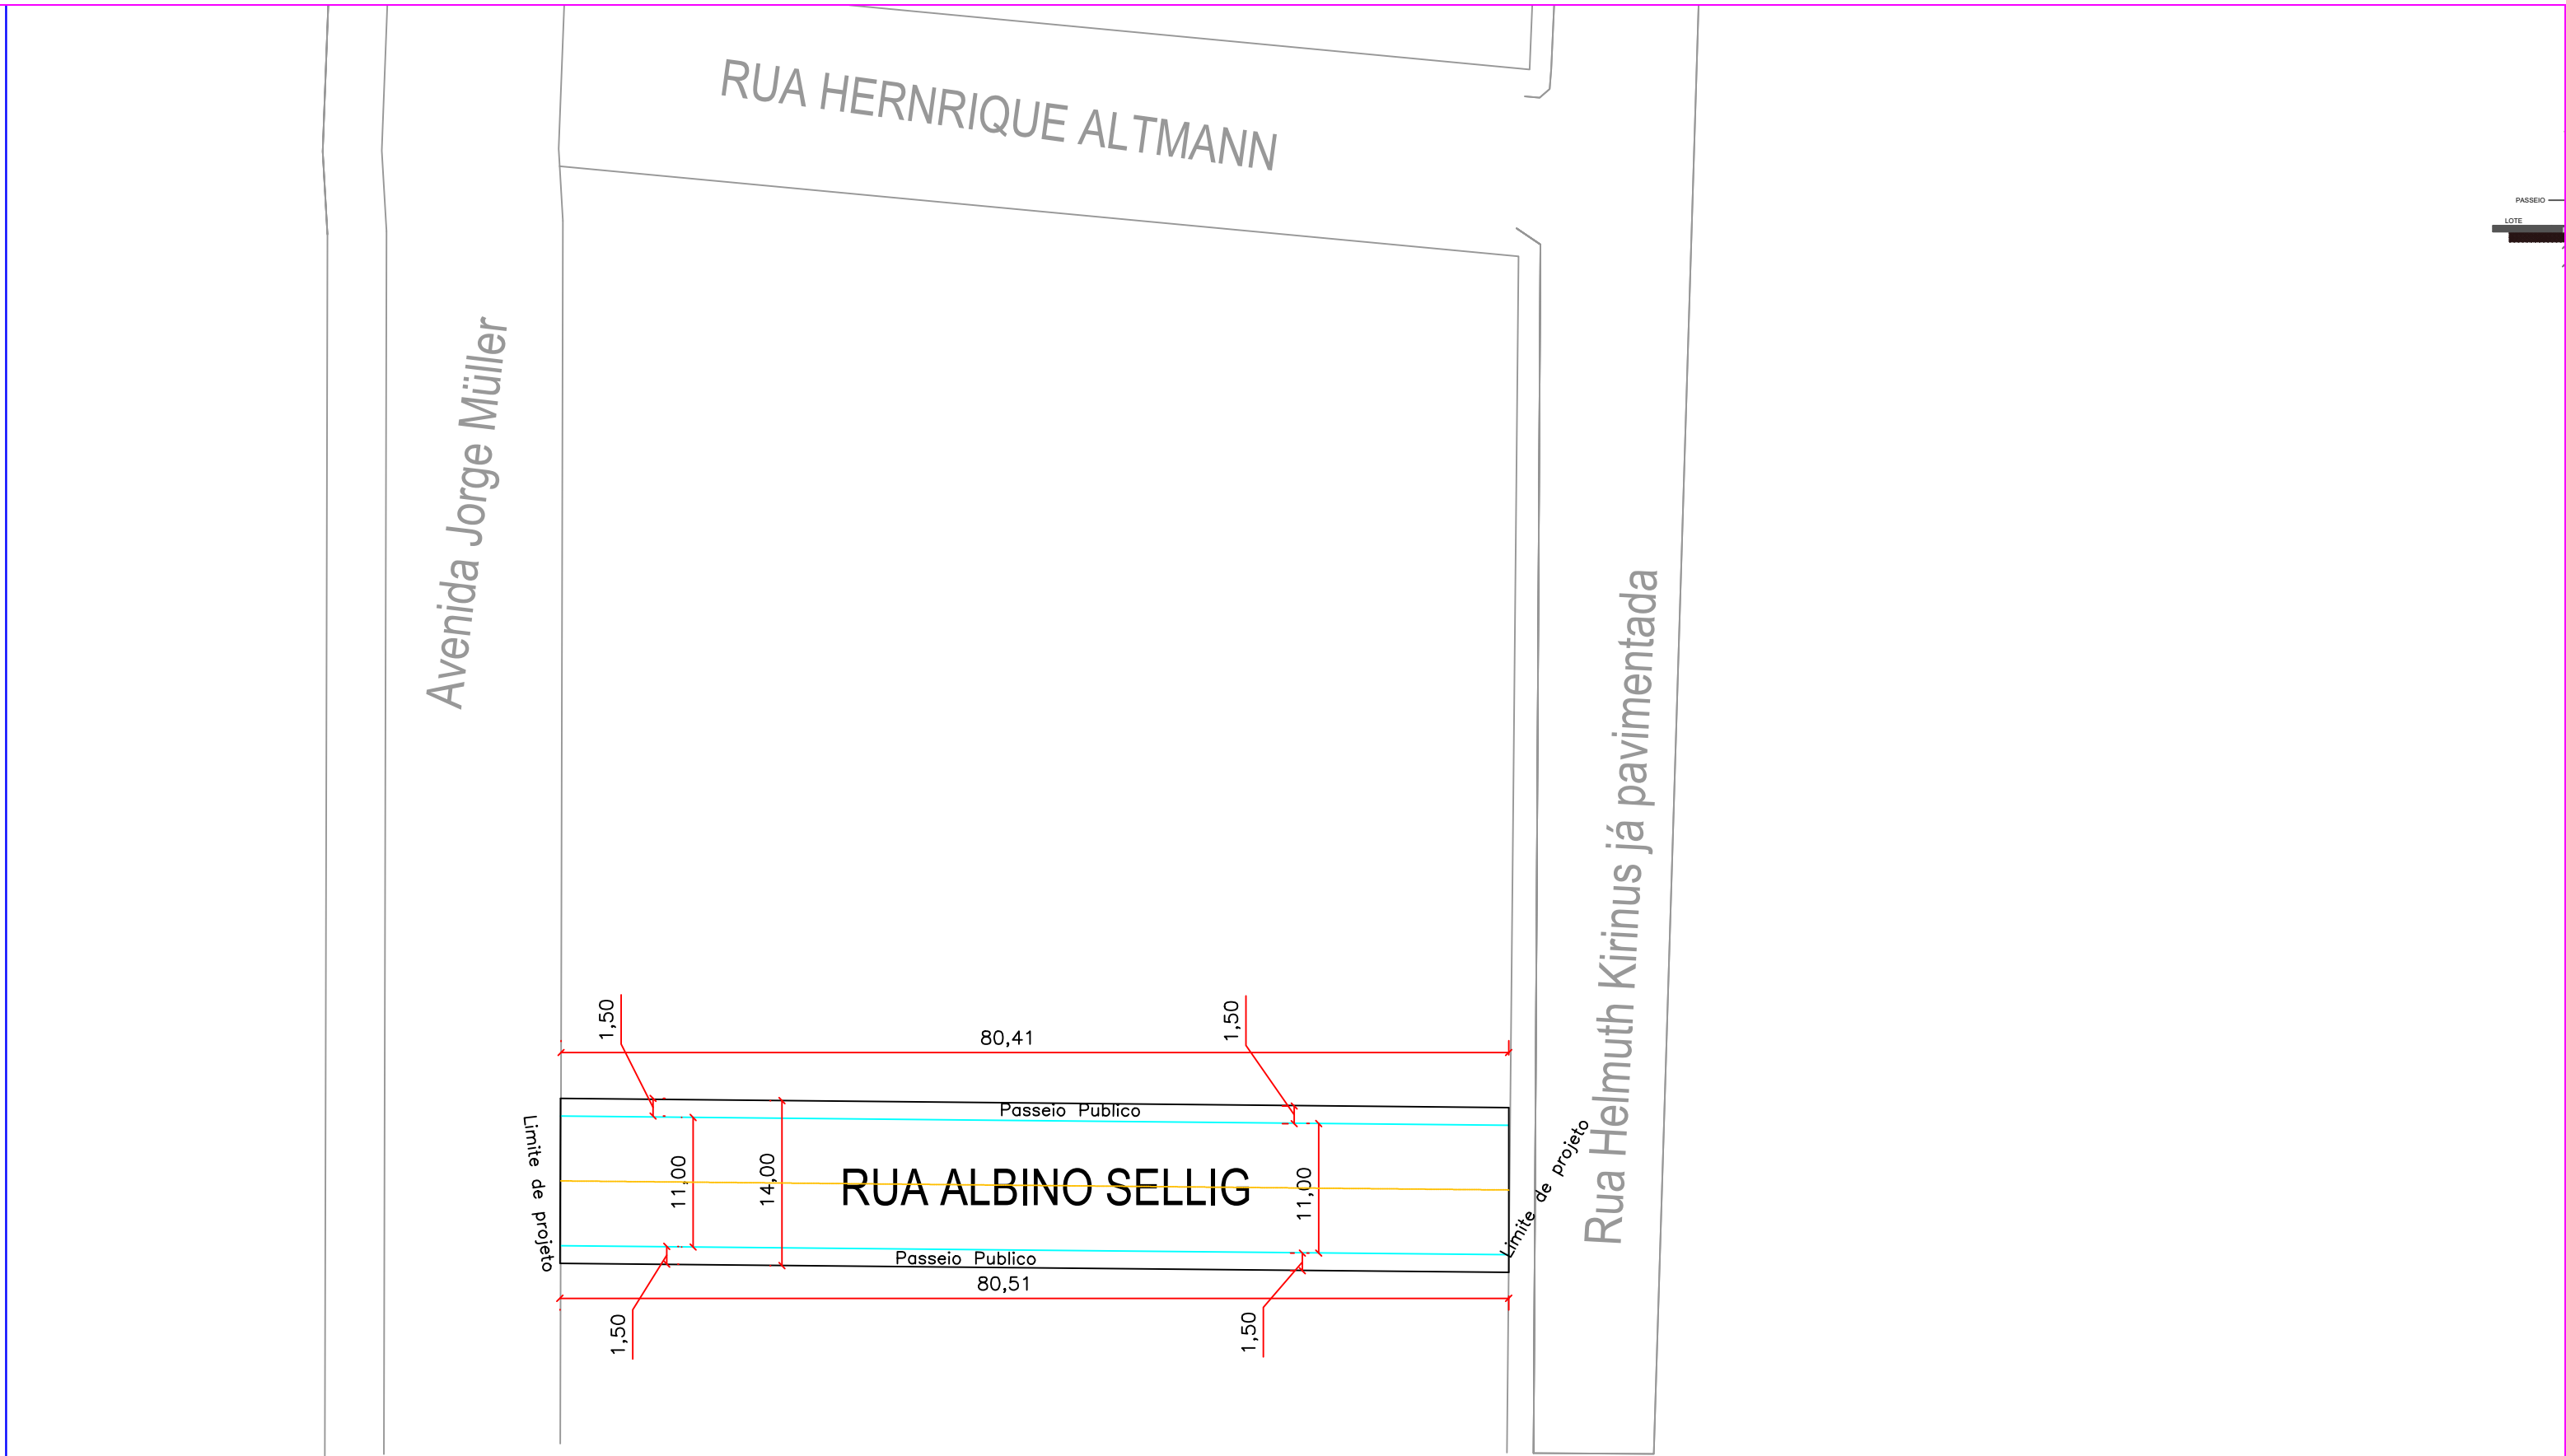 RUA HERNRIQUE ALTMANN
PASSEIO
LOTE
Avenida Jorge Müller
Rua Helmuth Kirinus já pavimentada
1,50
1,50
80,41
Passeio Publico
Limite de projeto
11,00
14,00
RUA ALBINO SELLIG
11,00
Limite de projeto
Passeio Publico
80,51
1,50
1,50